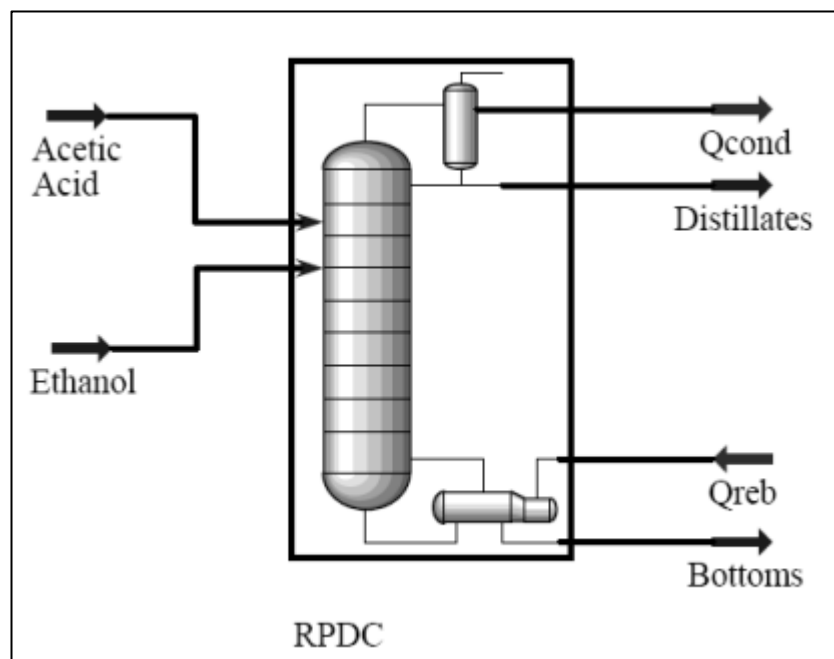 Acetic
Acid
Ethanol
Qcond
Distillates
Qreb
Bottoms
RPDC